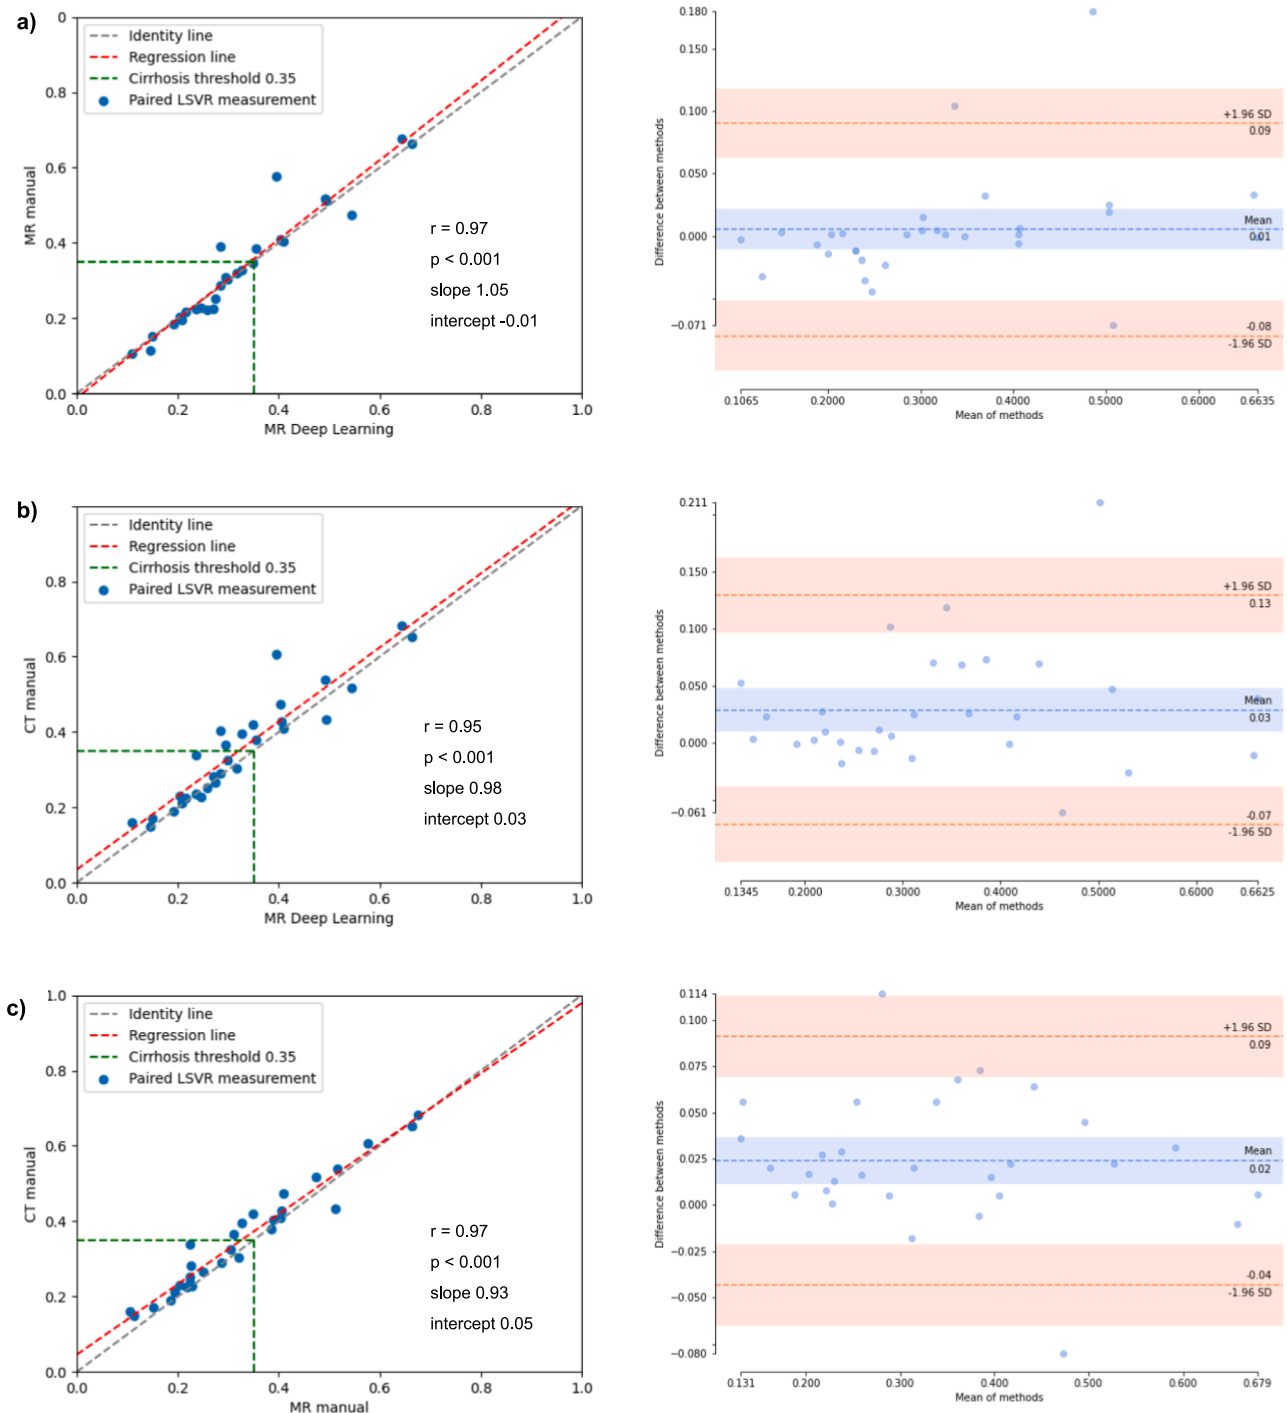 a)
0
0.8
0.6
0.4
0.2
0.0
MR manual
Identity line
Regression line
Cirrhosis threshold 0.35
Paired LSVR measurement
r = 0.97
p < 0.001
slope 1.05
intercept -0.01
0.0 0.2 0.4 0.6 0.8 1.0
MR Deep Learning
0.180
0.150
0.100
0.050
0.000
−0.071
Difference between methods
+1.96 SD
0.09
Mean
0.01
-0.08
-1.96 SD
0.1065 0.2000 0.3000 0.4000 0.5000 0.6000 0.6635
Mean of methods
b)
0.8
0.6
0.4
0.2
0.0
CT manual
Identity line
Regression line
Cirrhosis threshold 0.35
Paired LSVR measurement
r = 0.95
p < 0.001
slope 0.98
intercept 0.03
0.0 0.2 0.4 0.6 0.8 1.0
MR Deep Learning
0.211
0.150
0.100
0.050
0.000
−0.061
Difference between methods
+1.96 SD
0.13
Mean
0.03
-0.07
-1.96 SD
0.1345 0.2000 0.3000 0.4000 0.5000 0.6000 0.6625
Mean of methods
c)
1.0
0.8
0.6
0.4
0.2
0.0
CT manual
Identity line
Regression line
Cirrhosis threshold 0.35
Paired LSVR measurement
r = 0.97
p < 0.001
slope 0.93
intercept 0.05
0.0 0.2 0.4 0.6 0.8 1.0
MR manual
0.114
0.100
0.075
0.050
0.025
0.000
−0.025
−0.050
−0.080
Difference between methods
+1.96 SD
0.09
Mean
0.02
-0.04
-1.96 SD
0.131 0.200 0.300 0.400 0.500 0.600 0.679
Mean of methods